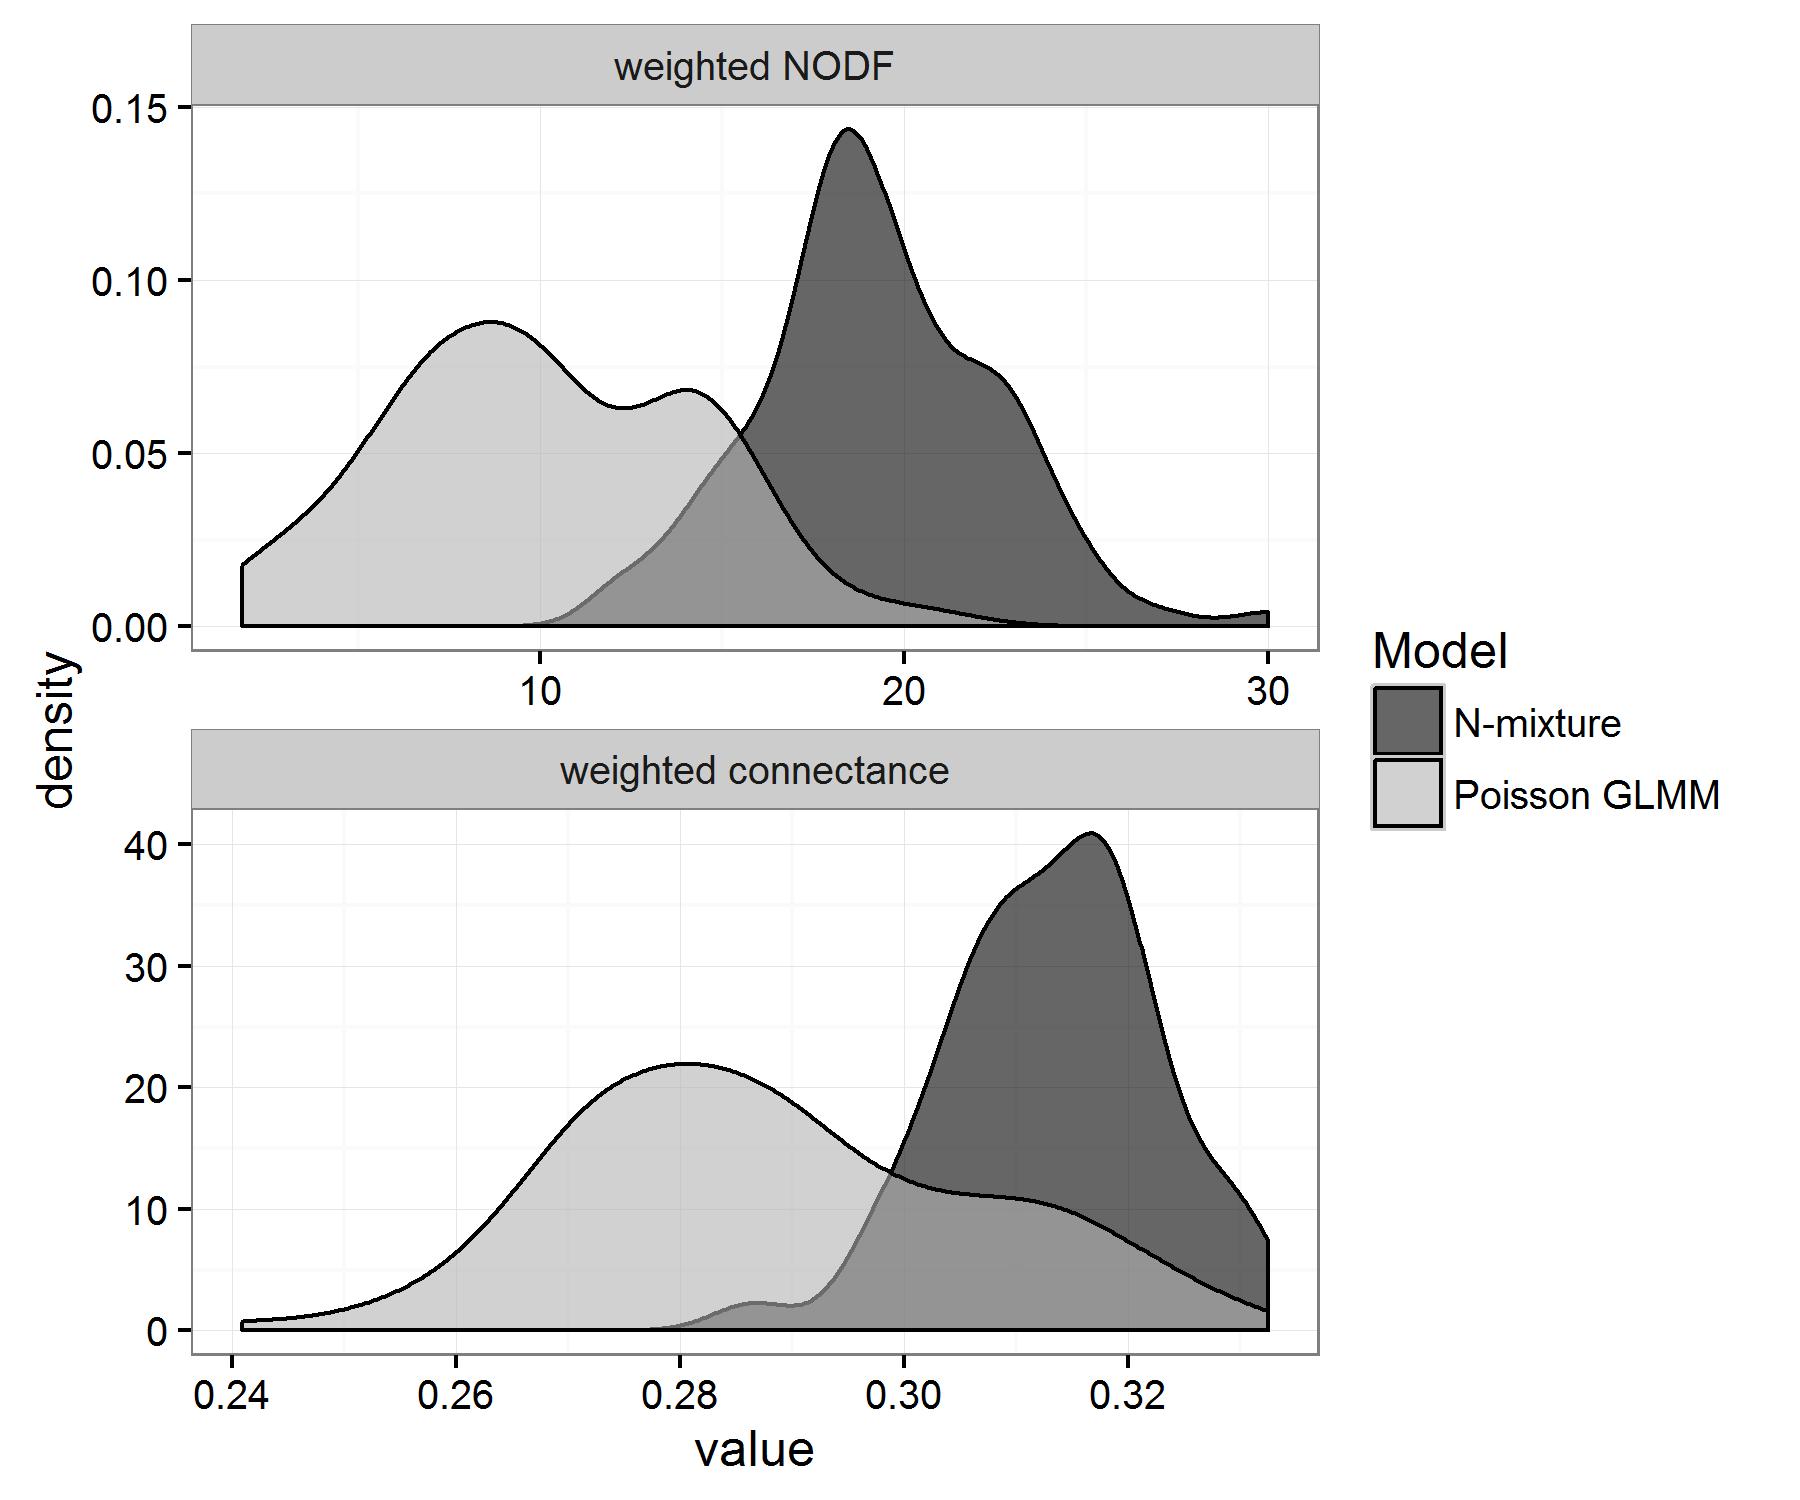 weighted NODF
0.15
0.10
0.05
0.00
10 20 30
density
weighted connectance
40
30
20
10
0
0.24 0.26 0.28 0.30 0.32
value
Model
N-mixture
Poisson GLMM